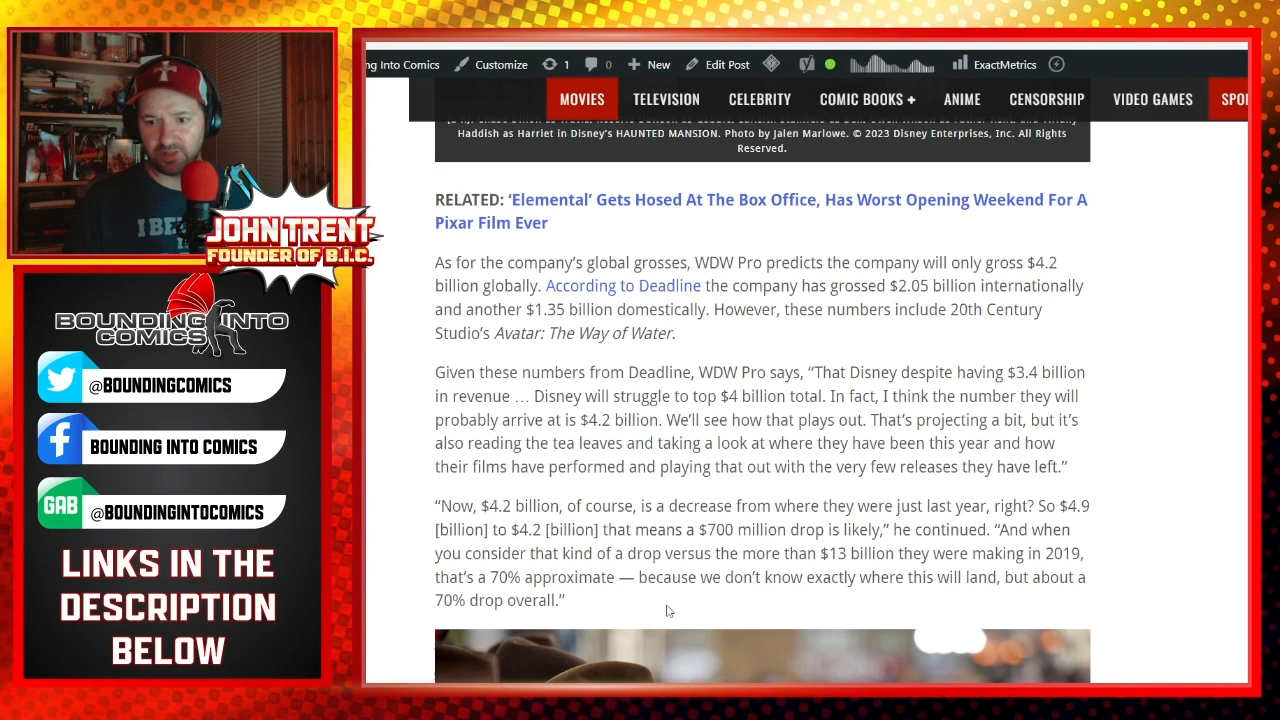 ng Into Comics Customize 1 0 New Edit Post ExactMetrics
MOVIES TELEVISION CELEBRITY COMIC BOOKS + ANIME CENSORSHIP VIDEO GAMES SPO
Haddish as Harriet in Disney's HAUNTED MANSION. Photo by Jalen Marlowe. © 2023 Disney Enterprises, Inc. All Rights
Reserved.
RELATED: ‘Elemental’ Gets Hosed At The Box Office, Has Worst Opening Weekend For A
Pixar Film Ever
As for the company’s global grosses, WDW Pro predicts the company will only gross $4.2
billion globally. According to Deadline the company has grossed $2.05 billion internationally
and another $1.35 billion domestically. However, these numbers include 20th Century
Studio’s Avatar: The Way of Water.
Given these numbers from Deadline, WDW Pro says, “That Disney despite having $3.4 billion
in revenue … Disney will struggle to top $4 billion total. In fact, I think the number they will
probably arrive at is $4.2 billion. We’ll see how that plays out. That’s projecting a bit, but it’s
also reading the tea leaves and taking a look at where they have been this year and how
their films have performed and playing that out with the very few releases they have left.”
“Now, $4.2 billion, of course, is a decrease from where they were just last year, right? So $4.9
[billion] to $4.2 [billion] that means a $700 million drop is likely,” he continued. “And when
you consider that kind of a drop versus the more than $13 billion they were making in 2019,
that’s a 70% approximate — because we don’t know exactly where this will land, but about a
70% drop overall.”
JOHN TRENT
FOUNDER OF B.I.C.
BOUNDING INTO
COMICS
@BOUNDINGCOMICS
BOUNDING INTO COMICS
GAB @BOUNDINGINTOCOMICS
LINKS IN THE
DESCRIPTION
BELOW